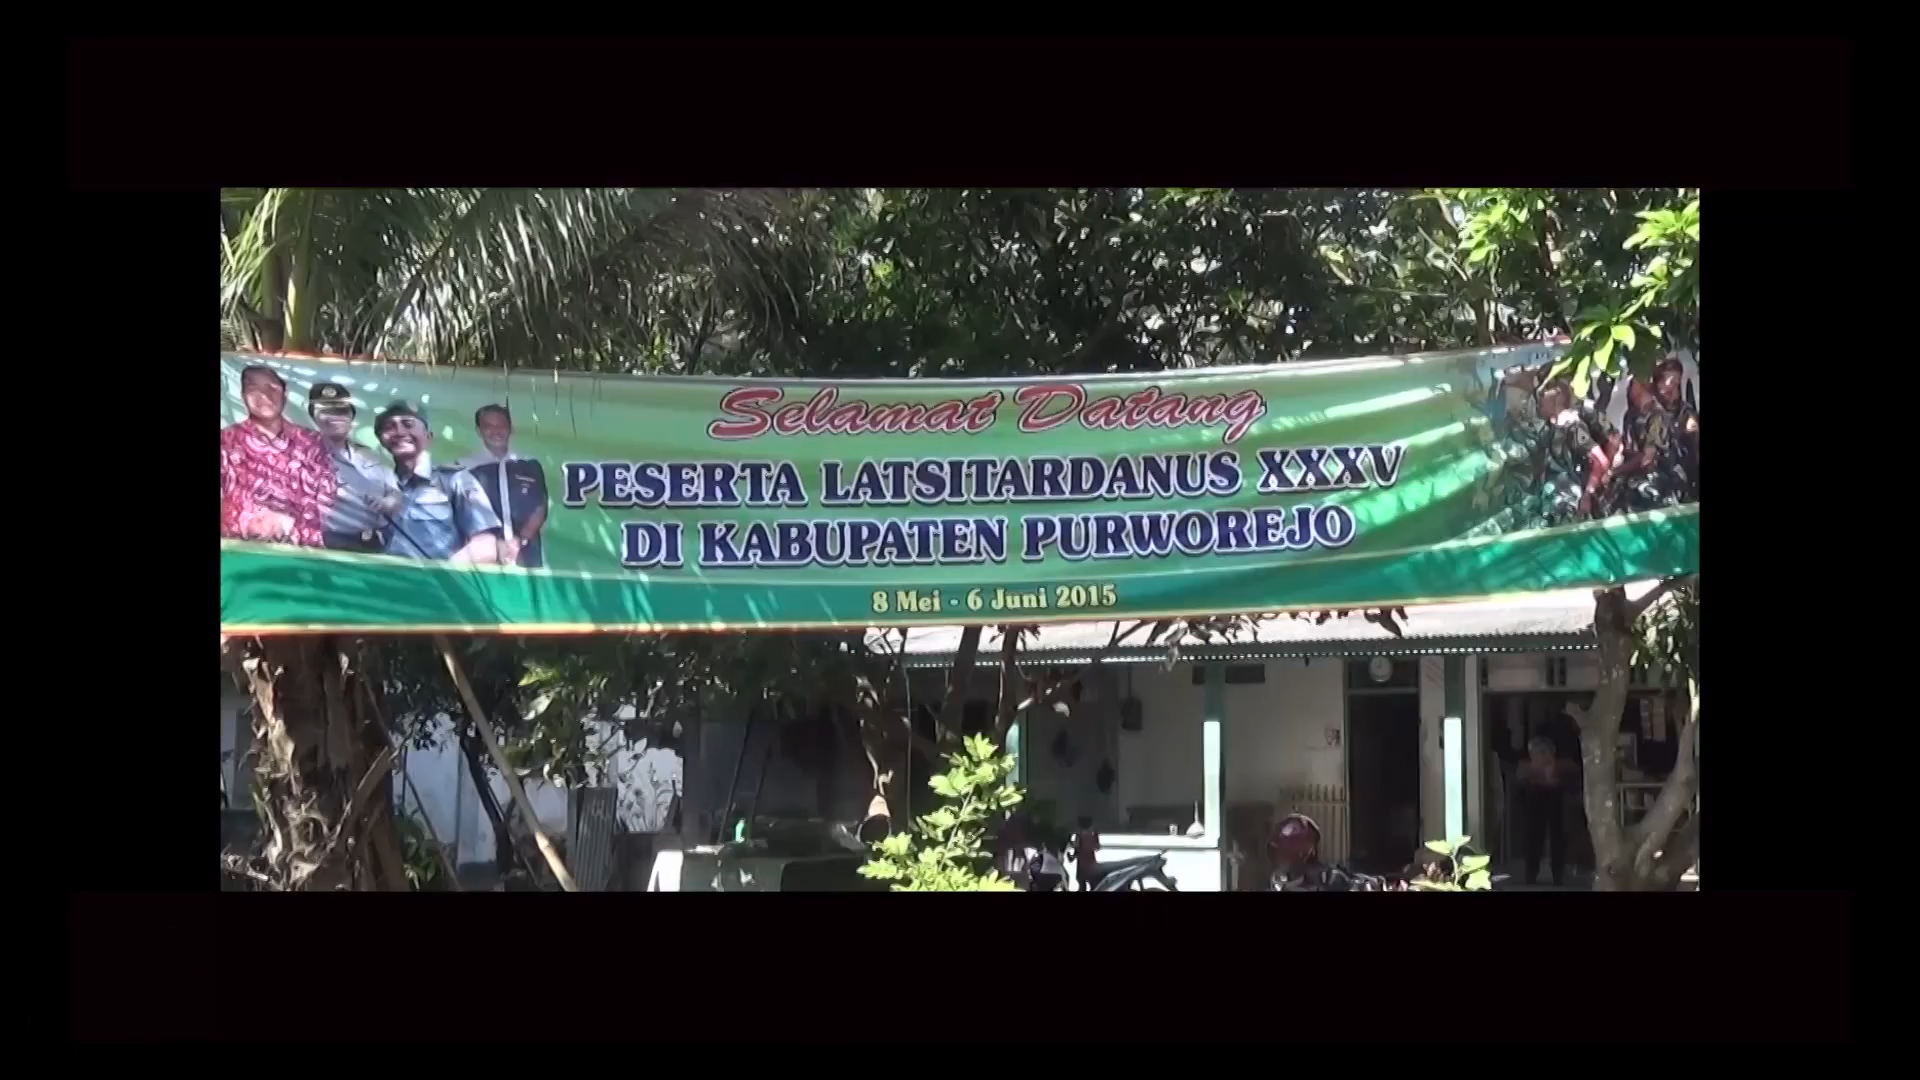 Selamat Datang
PESERTA LATSITARDANUS XXXV
DI KABUPATEN PURWOREJO
8 Mei - 6 Juni 2015